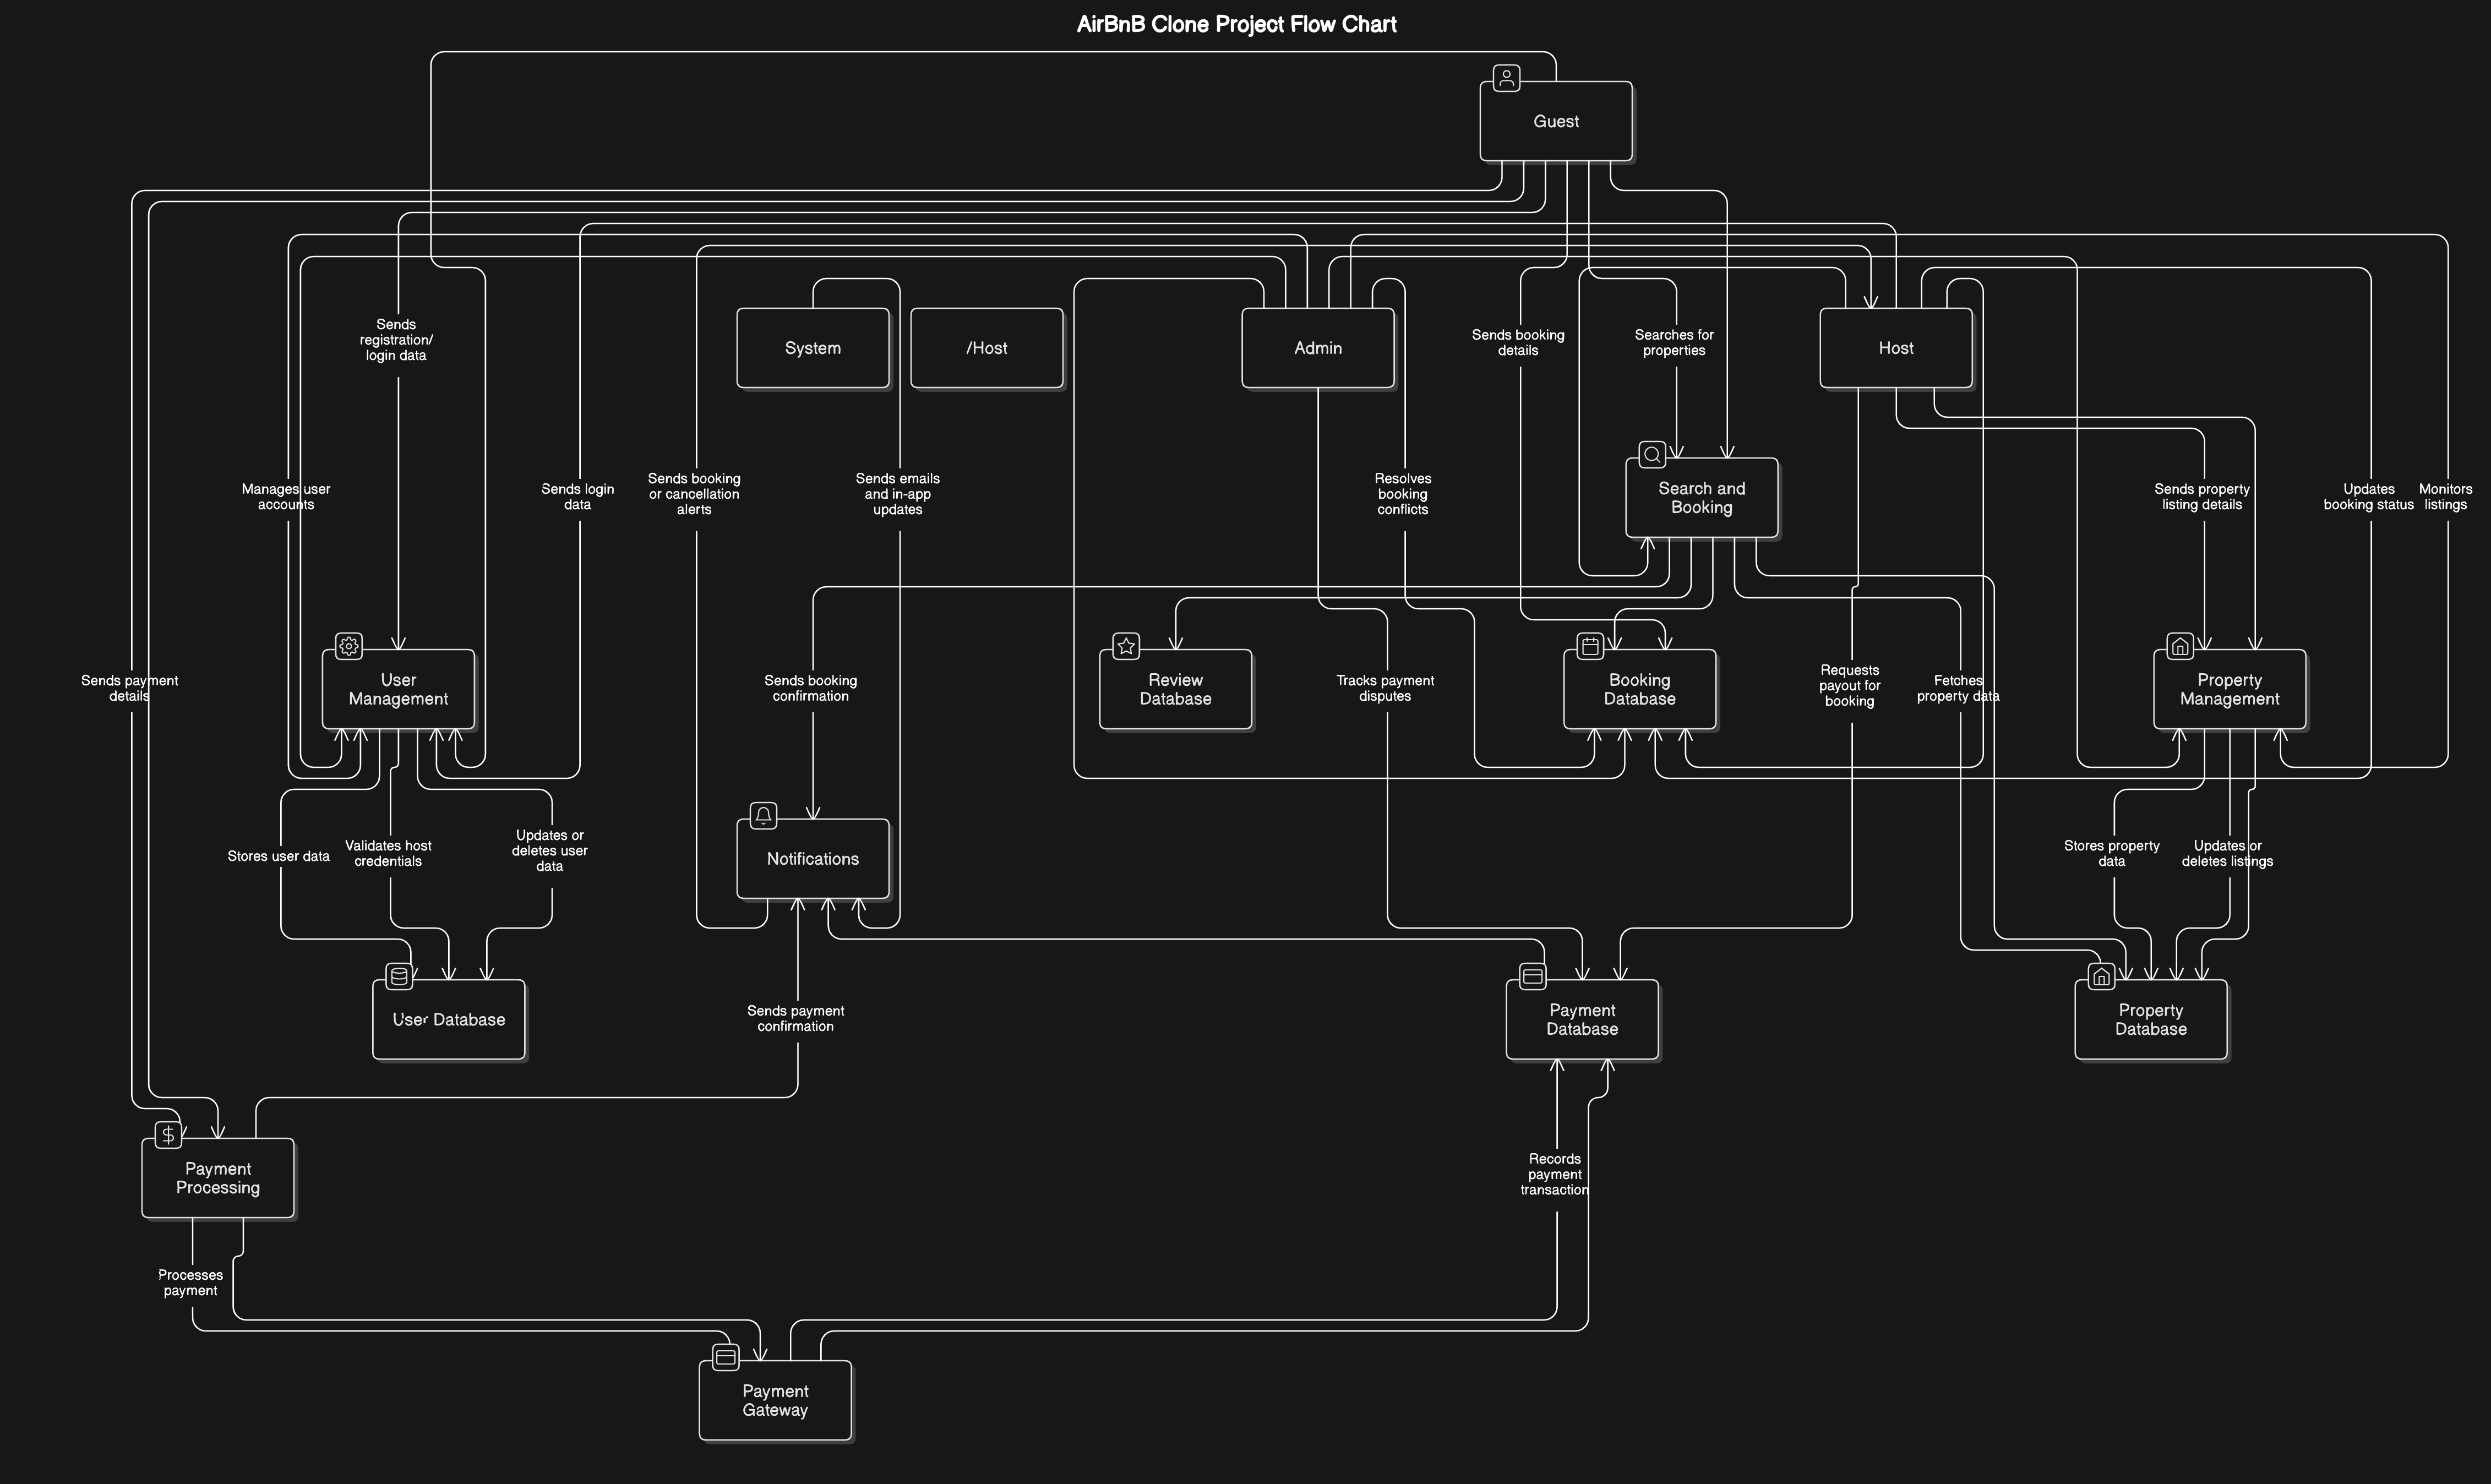 AirBnB Clone Project Flow Chart
Guest
Sends
registration/
login data
System
/Host
Admin
Sends booking
details
Searches for
properties
Host
Manages user
accounts
Sends login
data
Sends booking
or cancellation
alerts
Sends emails
and in-app
updates
Resolves
booking
conflicts
Search and
Booking
Sends property
listing details
Updates
booking status
Monitors
listings
Sends payment
details
User
Management
Sends booking
confirmation
Review
Database
Tracks payment
disputes
Booking
Database
Requests
payout for
booking
Fetches
property data
Property
Management
Stores user data
Validates host
credentials
Updates or
deletes user
data
Notifications
Stores property
data
Updates or
deletes listings
User Database
Sends payment
confirmation
Payment
Database
Property
Database
Payment
Processing
Records
payment
transaction
Processes
payment
Payment
Gateway